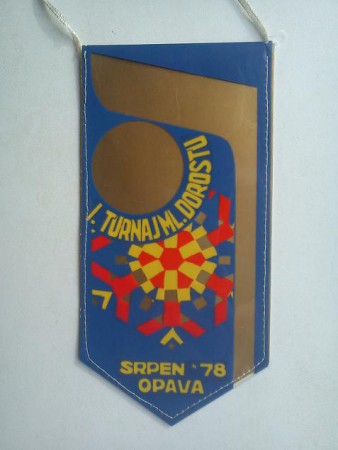 I. TURNAJ ML. DOROSTU
SRPEN '78
OPAVA